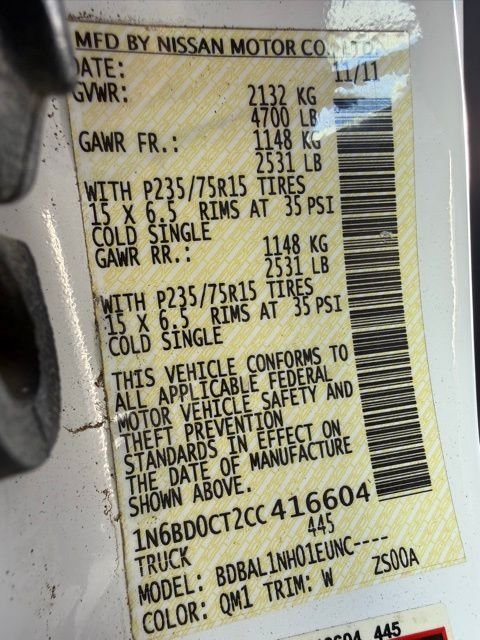 MFD BY NISSAN MOTOR CO., LTD.
DATE: 11/11
GVWR: 2132 KG
4700 LB
GAWR FR.: 1148 KG
2531 LB
WITH P235/75R15 TIRES
15 X 6.5 RIMS AT 35 PSI
COLD SINGLE
GAWR RR.: 1148 KG
2531 LB
WITH P235/75R15 TIRES
15 X 6.5 RIMS AT 35 PSI
COLD SINGLE
THIS VEHICLE CONFORMS TO
ALL APPLICABLE FEDERAL
MOTOR VEHICLE SAFETY AND
THEFT PREVENTION
STANDARDS IN EFFECT ON
THE DATE OF MANUFACTURE
SHOWN ABOVE.
1N6BD0CT2CC416604
TRUCK 445
MODEL: BDBAL1NH01EUNC----
COLOR: QM1 TRIM: W ZS00A
6604 445